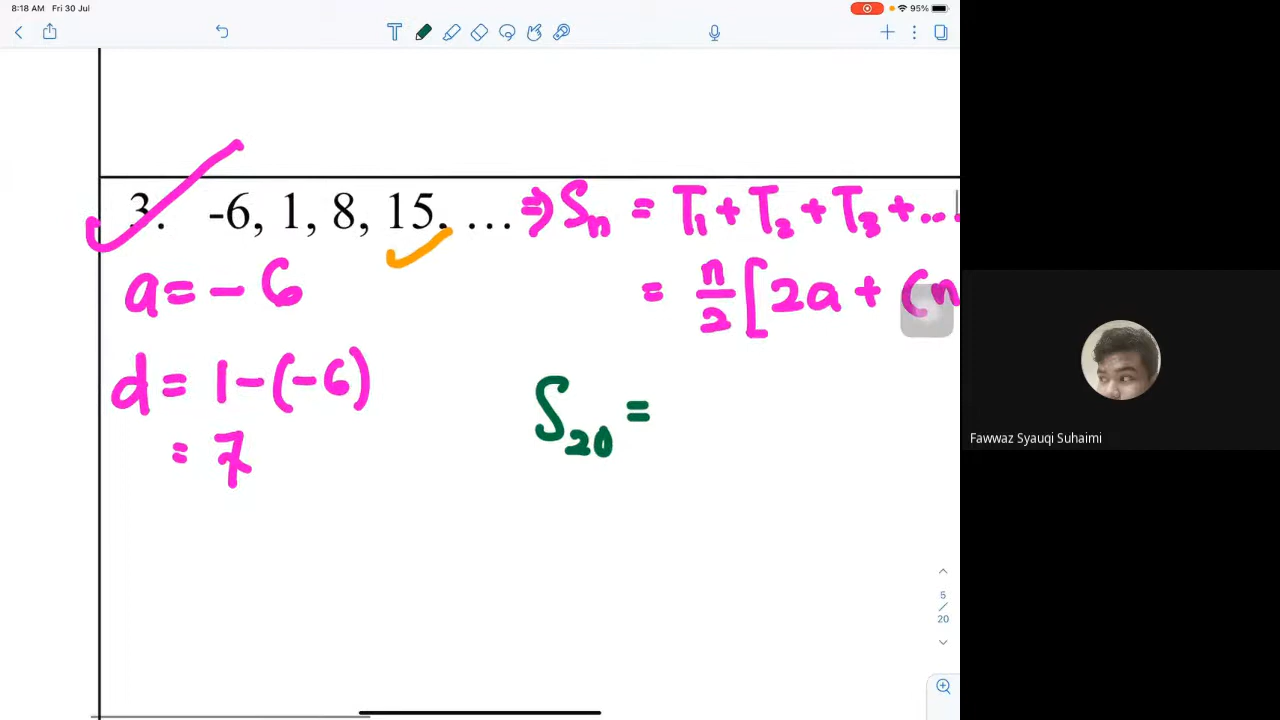 8:18 AM Fri 30 Jul
95%
T
3. -6, 1, 8, 15, ... ⇒ Sn = T1 + T2 + T3 + ...
a = -6
= n/2 [2a + (n
d = 1 - (-6)
= 7
S20 =
Fawwaz Syauqi Suhaimi
5
/
20